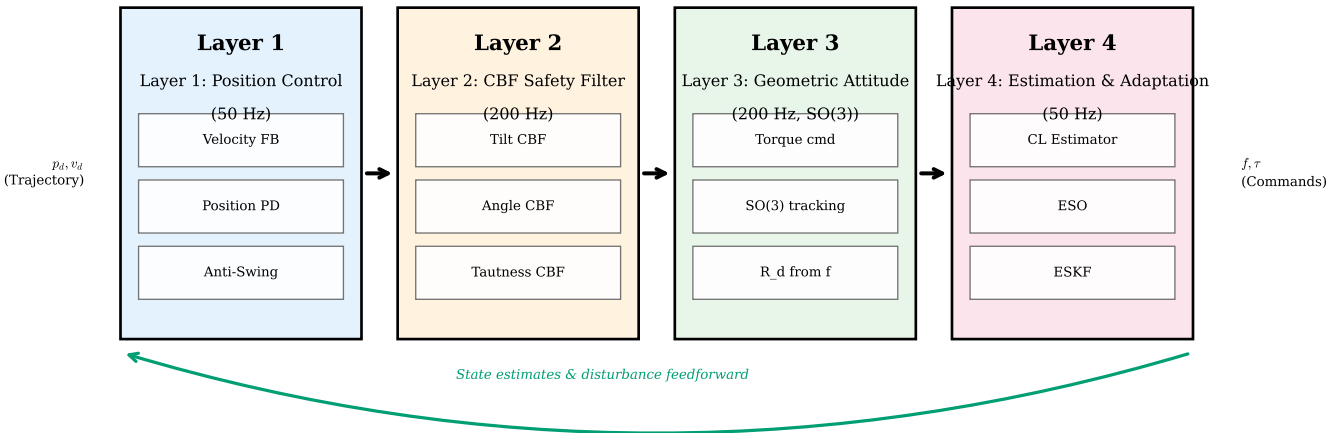 Layer 1
Layer 1: Position Control
(50 Hz)
Velocity FB
Position PD
Anti-Swing
Layer 2
Layer 2: CBF Safety Filter
(200 Hz)
Tilt CBF
Angle CBF
Tautness CBF
Layer 3
Layer 3: Geometric Attitude
(200 Hz, SO(3))
Torque cmd
SO(3) tracking
R_d from f
Layer 4
Layer 4: Estimation & Adaptation
(50 Hz)
CL Estimator
ESO
ESKF
p_d, v_d
(Trajectory)
f, τ
(Commands)
State estimates & disturbance feedforward